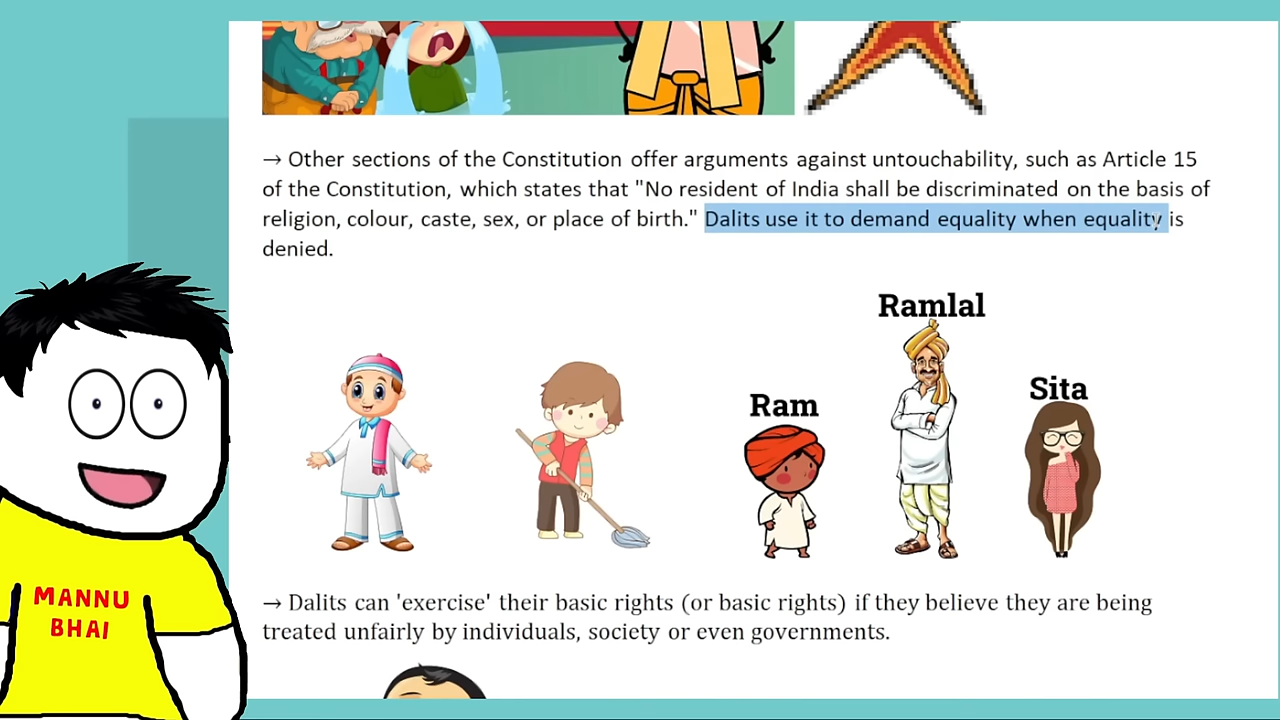 → Other sections of the Constitution offer arguments against untouchability, such as Article 15
of the Constitution, which states that "No resident of India shall be discriminated on the basis of
religion, colour, caste, sex, or place of birth." Dalits use it to demand equality when equality is
denied.
Ramlal
Ram
Sita
→ Dalits can 'exercise' their basic rights (or basic rights) if they believe they are being
treated unfairly by individuals, society or even governments.
MANNU
BHAI